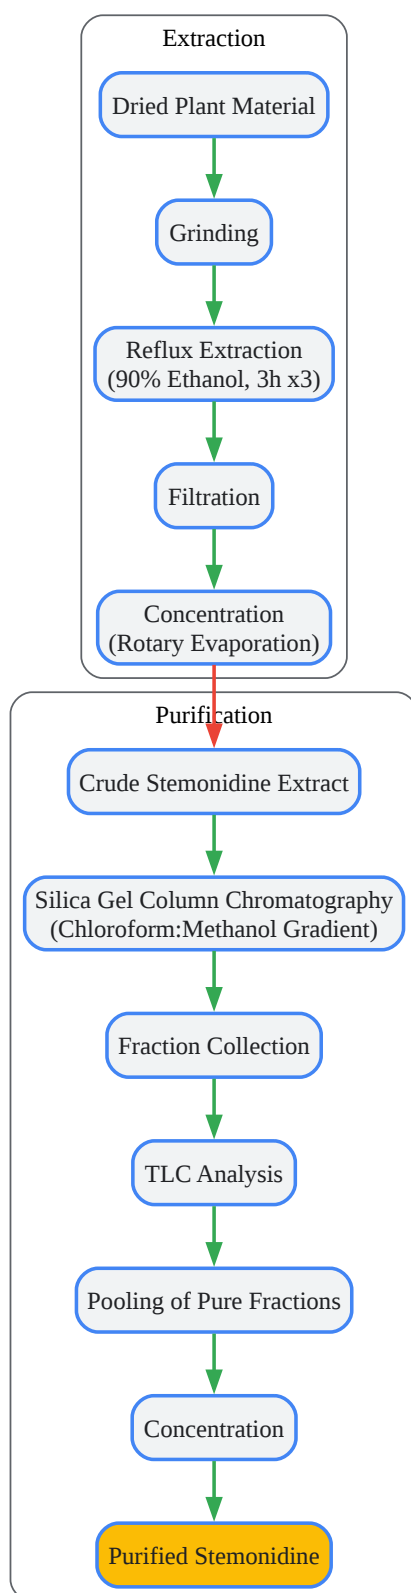 Extraction
Dried Plant Material
Grinding
Reflux Extraction
(90% Ethanol, 3h x3)
Filtration
Concentration
(Rotary Evaporation)
Purification
Crude Stemonidine Extract
Silica Gel Column Chromatography
(Chloroform:Methanol Gradient)
Fraction Collection
TLC Analysis
Pooling of Pure Fractions
Concentration
Purified Stemonidine